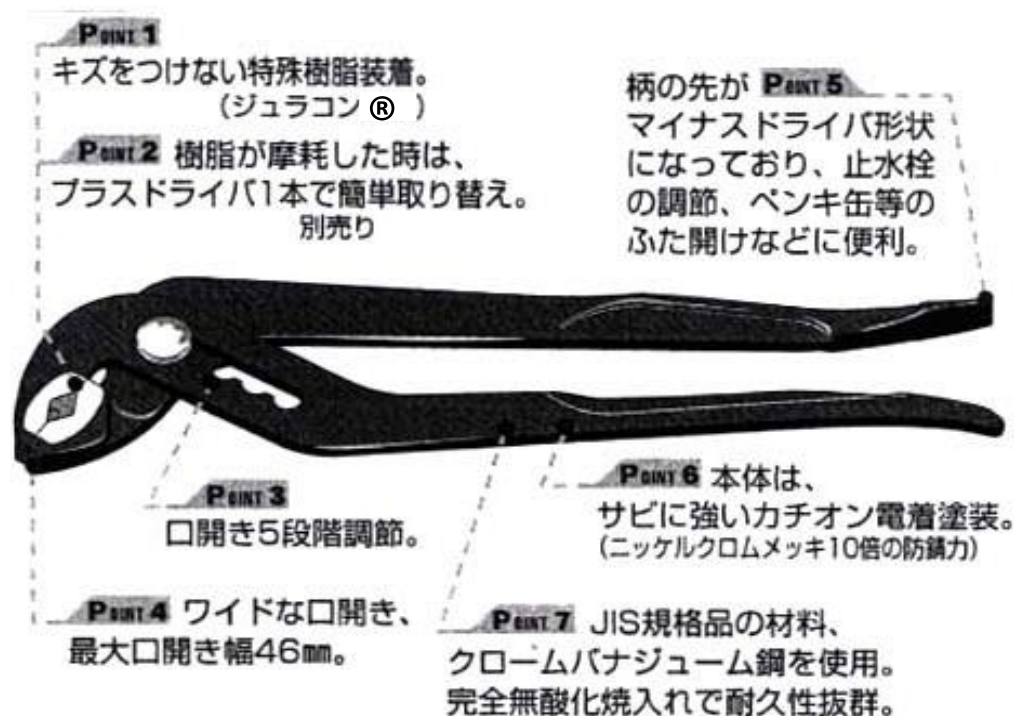 POINT 1
キズをつけない特殊樹脂装着。
(ジュラコン ® )
POINT 2 樹脂が摩耗した時は、
プラスドライバ1本で簡単取り替え。
別売り
POINT 3
口開き5段階調節。
POINT 4 ワイドな口開き、
最大口開き幅46㎜。
柄の先が POINT 5
マイナスドライバ形状
になっており、止水栓
の調節、ペンキ缶等の
ふた開けなどに便利。
POINT 6 本体は、
サビに強いカチオン電着塗装。
(ニッケルクロムメッキ10倍の防錆力)
POINT 7 JIS規格品の材料、
クロームバナジューム鋼を使用。
完全無酸化焼入れで耐久性抜群。